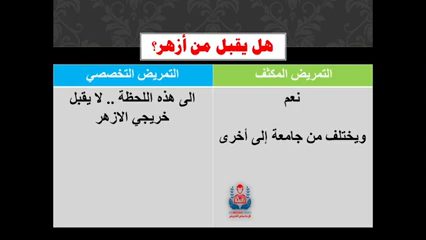 هل يقبل من أزهر؟
التمريض المكثف
التمريض التخصصي
نعم
ويختلف من جامعة إلى أخرى
الى هذه اللحظة .. لا يقبل
خريجي الازهر